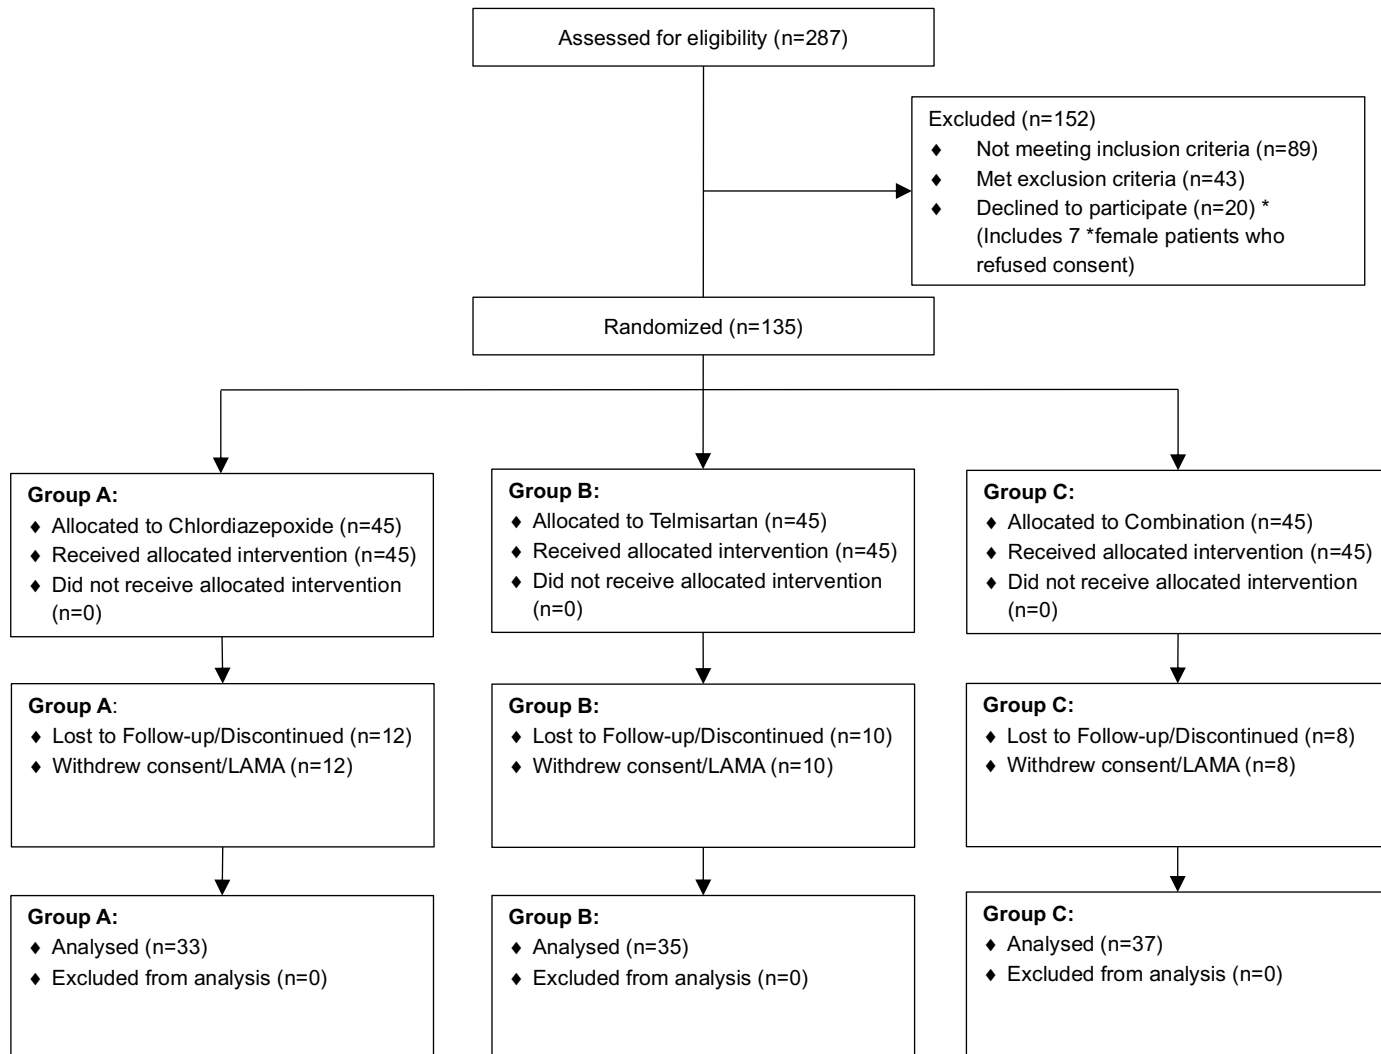 Assessed for eligibility (n=287)
Excluded (n=152)
♦ Not meeting inclusion criteria (n=89)
♦ Met exclusion criteria (n=43)
♦ Declined to participate (n=20) *
(Includes 7 *female patients who
refused consent)
Randomized (n=135)
Group A:
♦ Allocated to Chlordiazepoxide (n=45)
♦ Received allocated intervention (n=45)
♦ Did not receive allocated intervention
(n=0)
Group B:
♦ Allocated to Telmisartan (n=45)
♦ Received allocated intervention (n=45)
♦ Did not receive allocated intervention
(n=0)
Group C:
♦ Allocated to Combination (n=45)
♦ Received allocated intervention (n=45)
♦ Did not receive allocated intervention
(n=0)
Group A:
♦ Lost to Follow-up/Discontinued (n=12)
♦ Withdrew consent/LAMA (n=12)
Group B:
♦ Lost to Follow-up/Discontinued (n=10)
♦ Withdrew consent/LAMA (n=10)
Group C:
♦ Lost to Follow-up/Discontinued (n=8)
♦ Withdrew consent/LAMA (n=8)
Group A:
♦ Analysed (n=33)
♦ Excluded from analysis (n=0)
Group B:
♦ Analysed (n=35)
♦ Excluded from analysis (n=0)
Group C:
♦ Analysed (n=37)
♦ Excluded from analysis (n=0)